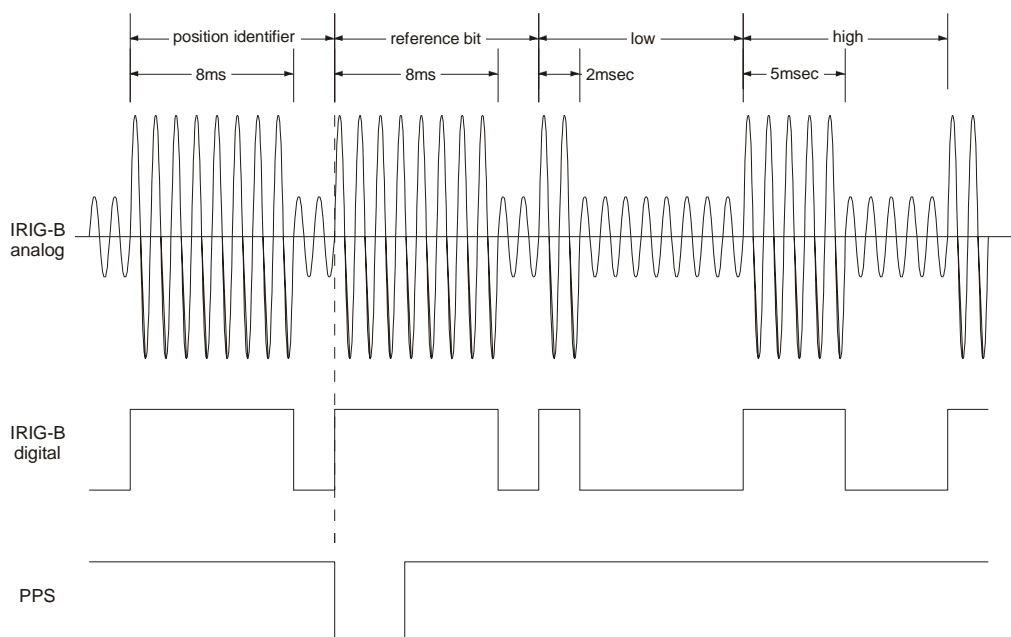 position identifier
reference bit
low
high
8ms
8ms
2msec
5msec
IRIG-B
analog
IRIG-B
digital
PPS